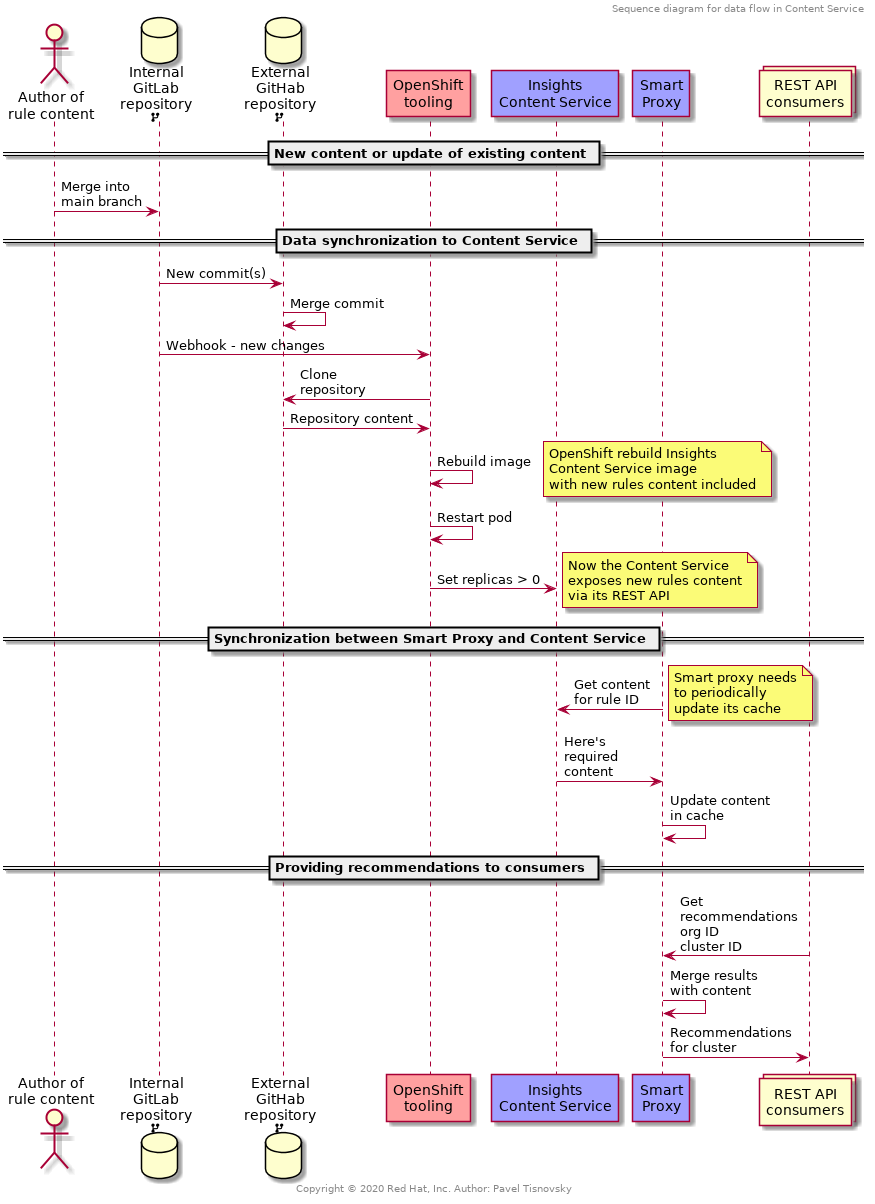 Sequence diagram for data flow in Content Service
Author of
rule content
Internal
GitLab
repository
External
GitHab
repository
OpenShift
tooling
Insights
Content Service
Smart
Proxy
REST API
consumers
New content or update of existing content
Merge into
main branch
Data synchronization to Content Service
New commit(s)
Merge commit
Webhook - new changes
Clone
repository
Repository content
Rebuild image
OpenShift rebuild Insights
Content Service image
with new rules content included
Restart pod
Set replicas > 0
Now the Content Service
exposes new rules content
via its REST API
Synchronization between Smart Proxy and Content Service
Get content
for rule ID
Smart proxy needs
to periodically
update its cache
Here's
required
content
Update content
in cache
Providing recommendations to consumers
Get
recommendations
org ID
cluster ID
Merge results
with content
Recommendations
for cluster
Author of
rule content
Internal
GitLab
repository
External
GitHab
repository
OpenShift
tooling
Insights
Content Service
Smart
Proxy
REST API
consumers
Copyright © 2020 Red Hat, Inc. Author: Pavel Tisnovsky